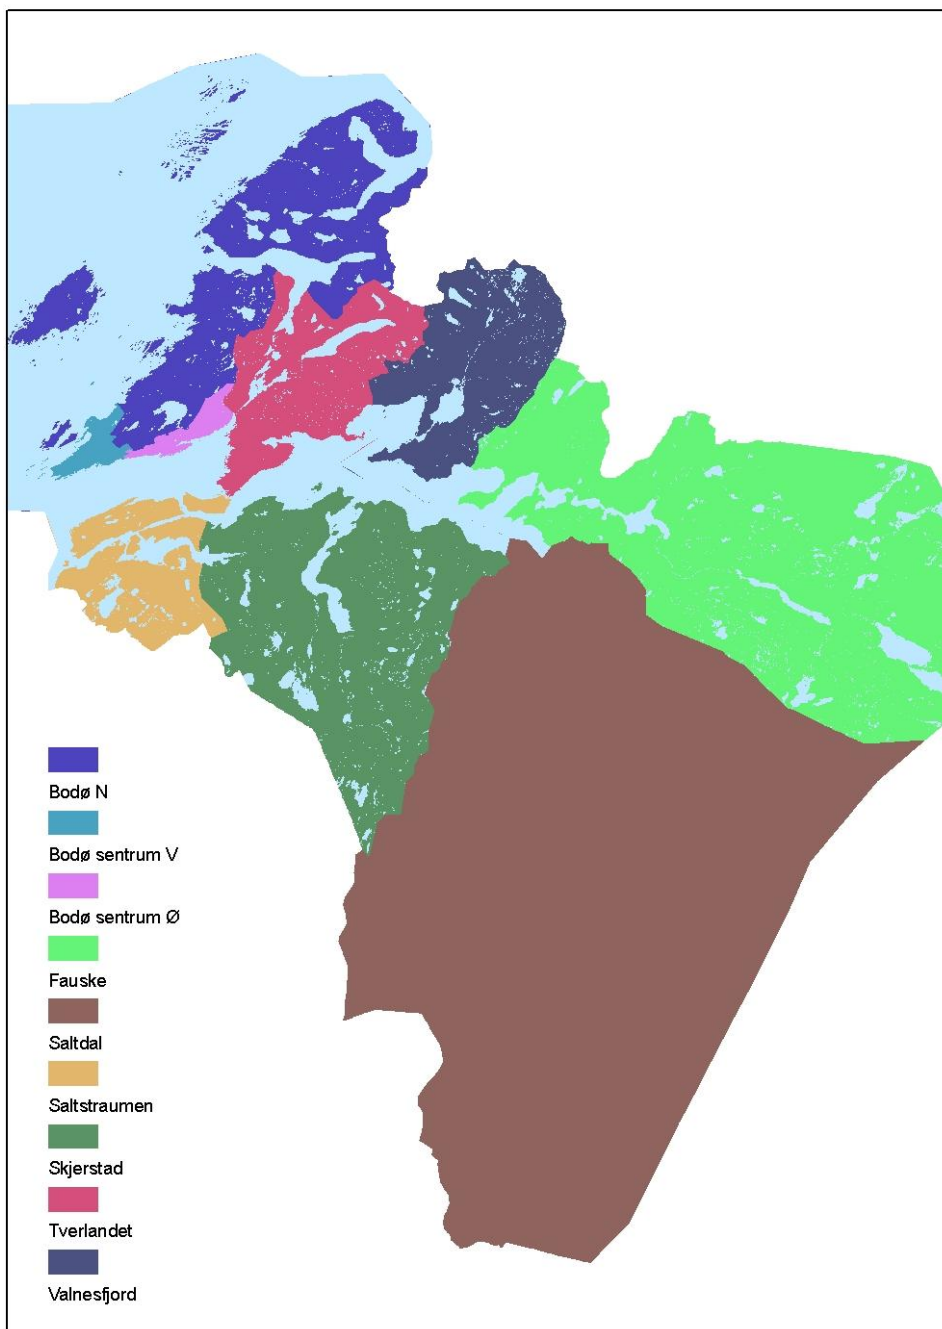 Bodø N
Bodø sentrum V
Bodø sentrum Ø
Fauske
Saltdal
Saltstraumen
Skjerstad
Tverlandet
Valnesfjord